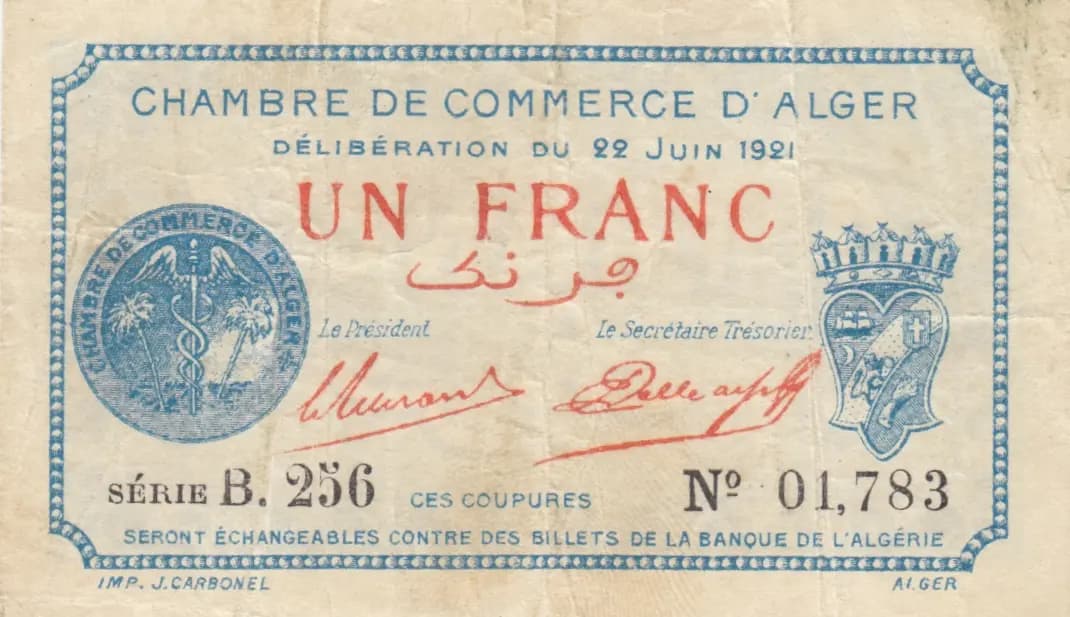 CHAMBRE DE COMMERCE D'ALGER
DÉLIBÉRATION DU 22 JUIN 1921
UN FRANC
ڢرنك
CHAMBRE DE COMMERCE D'ALGER
Le Président
Le Secrétaire Trésorier
SÉRIE B. 256
CES COUPURES
Nº 01,783
SERONT ÉCHANGEABLES CONTRE DES BILLETS DE LA BANQUE DE L'ALGÉRIE
IMP. J. CARBONEL
ALGER